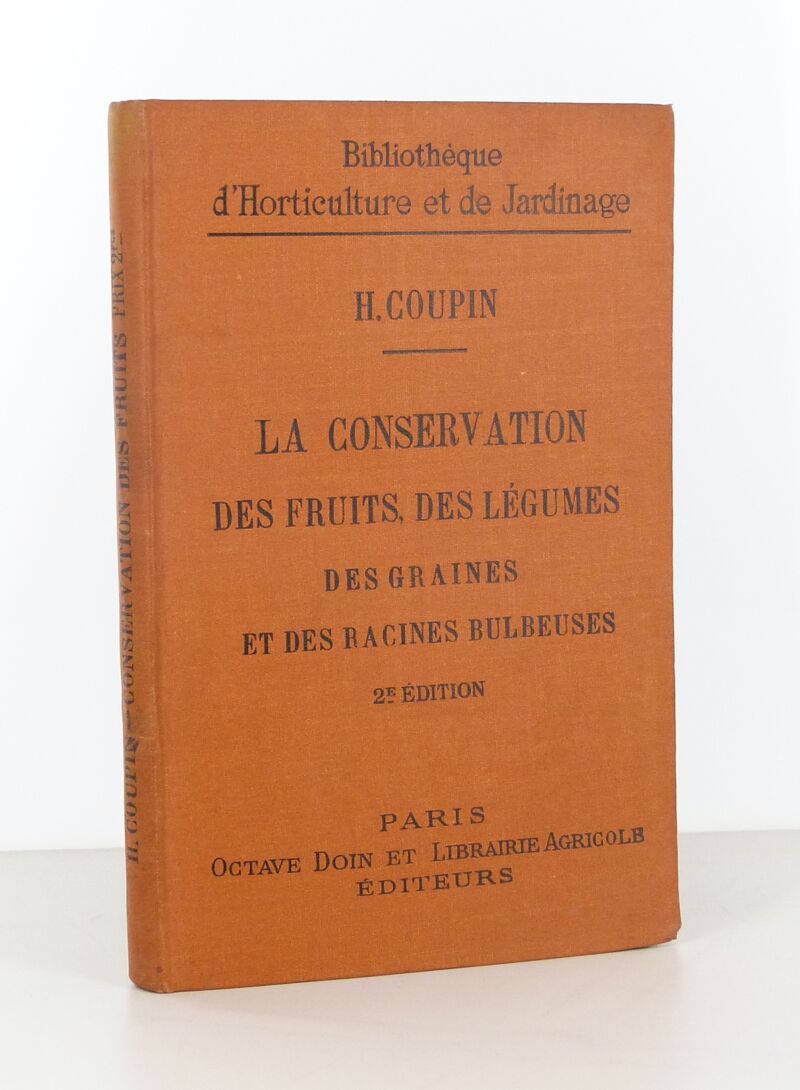 Bibliothèque
d'Horticulture et de Jardinage
H. COUPIN
LA CONSERVATION
DES FRUITS, DES LÉGUMES
DES GRAINES
ET DES RACINES BULBEUSES
2E ÉDITION
PARIS
OCTAVE DOIN ET LIBRAIRIE AGRICOLE
ÉDITEURS
H. COUPIN — CONSERVATION DES FRUITS PRIX 2Fcs